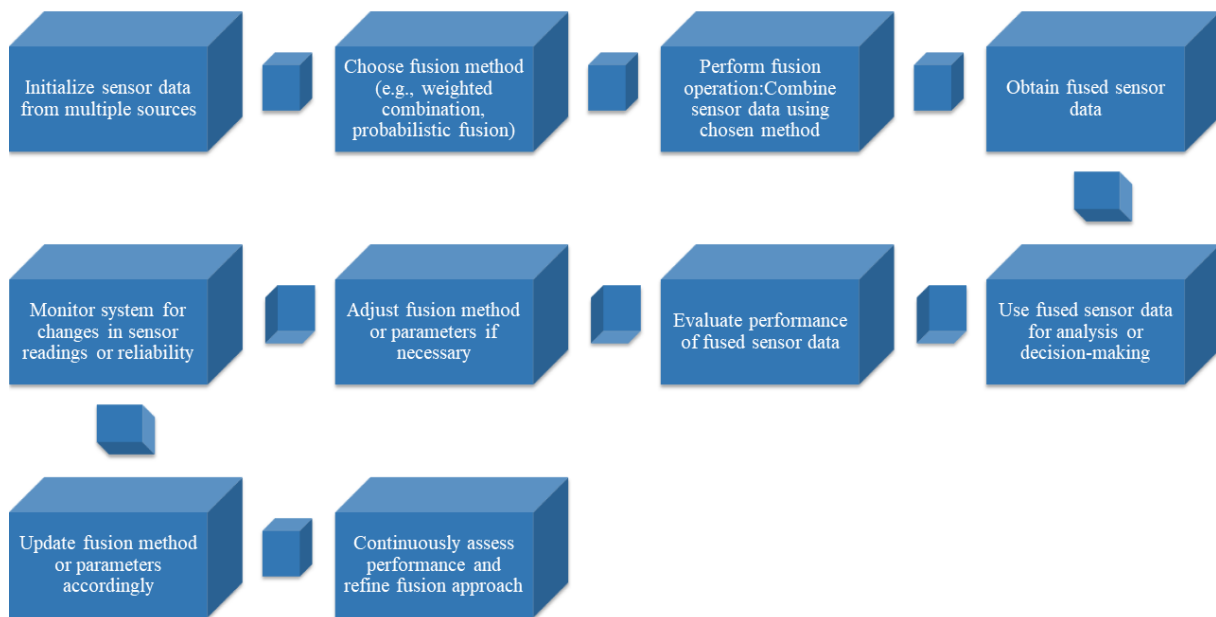 Initialize sensor data
from multiple sources
Choose fusion method
(e.g., weighted
combination,
probabilistic fusion)
Perform fusion
operation:Combine
sensor data using
chosen method
Obtain fused sensor
data
Use fused sensor data
for analysis or
decision-making
Evaluate performance
of fused sensor data
Adjust fusion method
or parameters if
necessary
Monitor system for
changes in sensor
readings or reliability
Update fusion method
or parameters
accordingly
Continuously assess
performance and
refine fusion approach